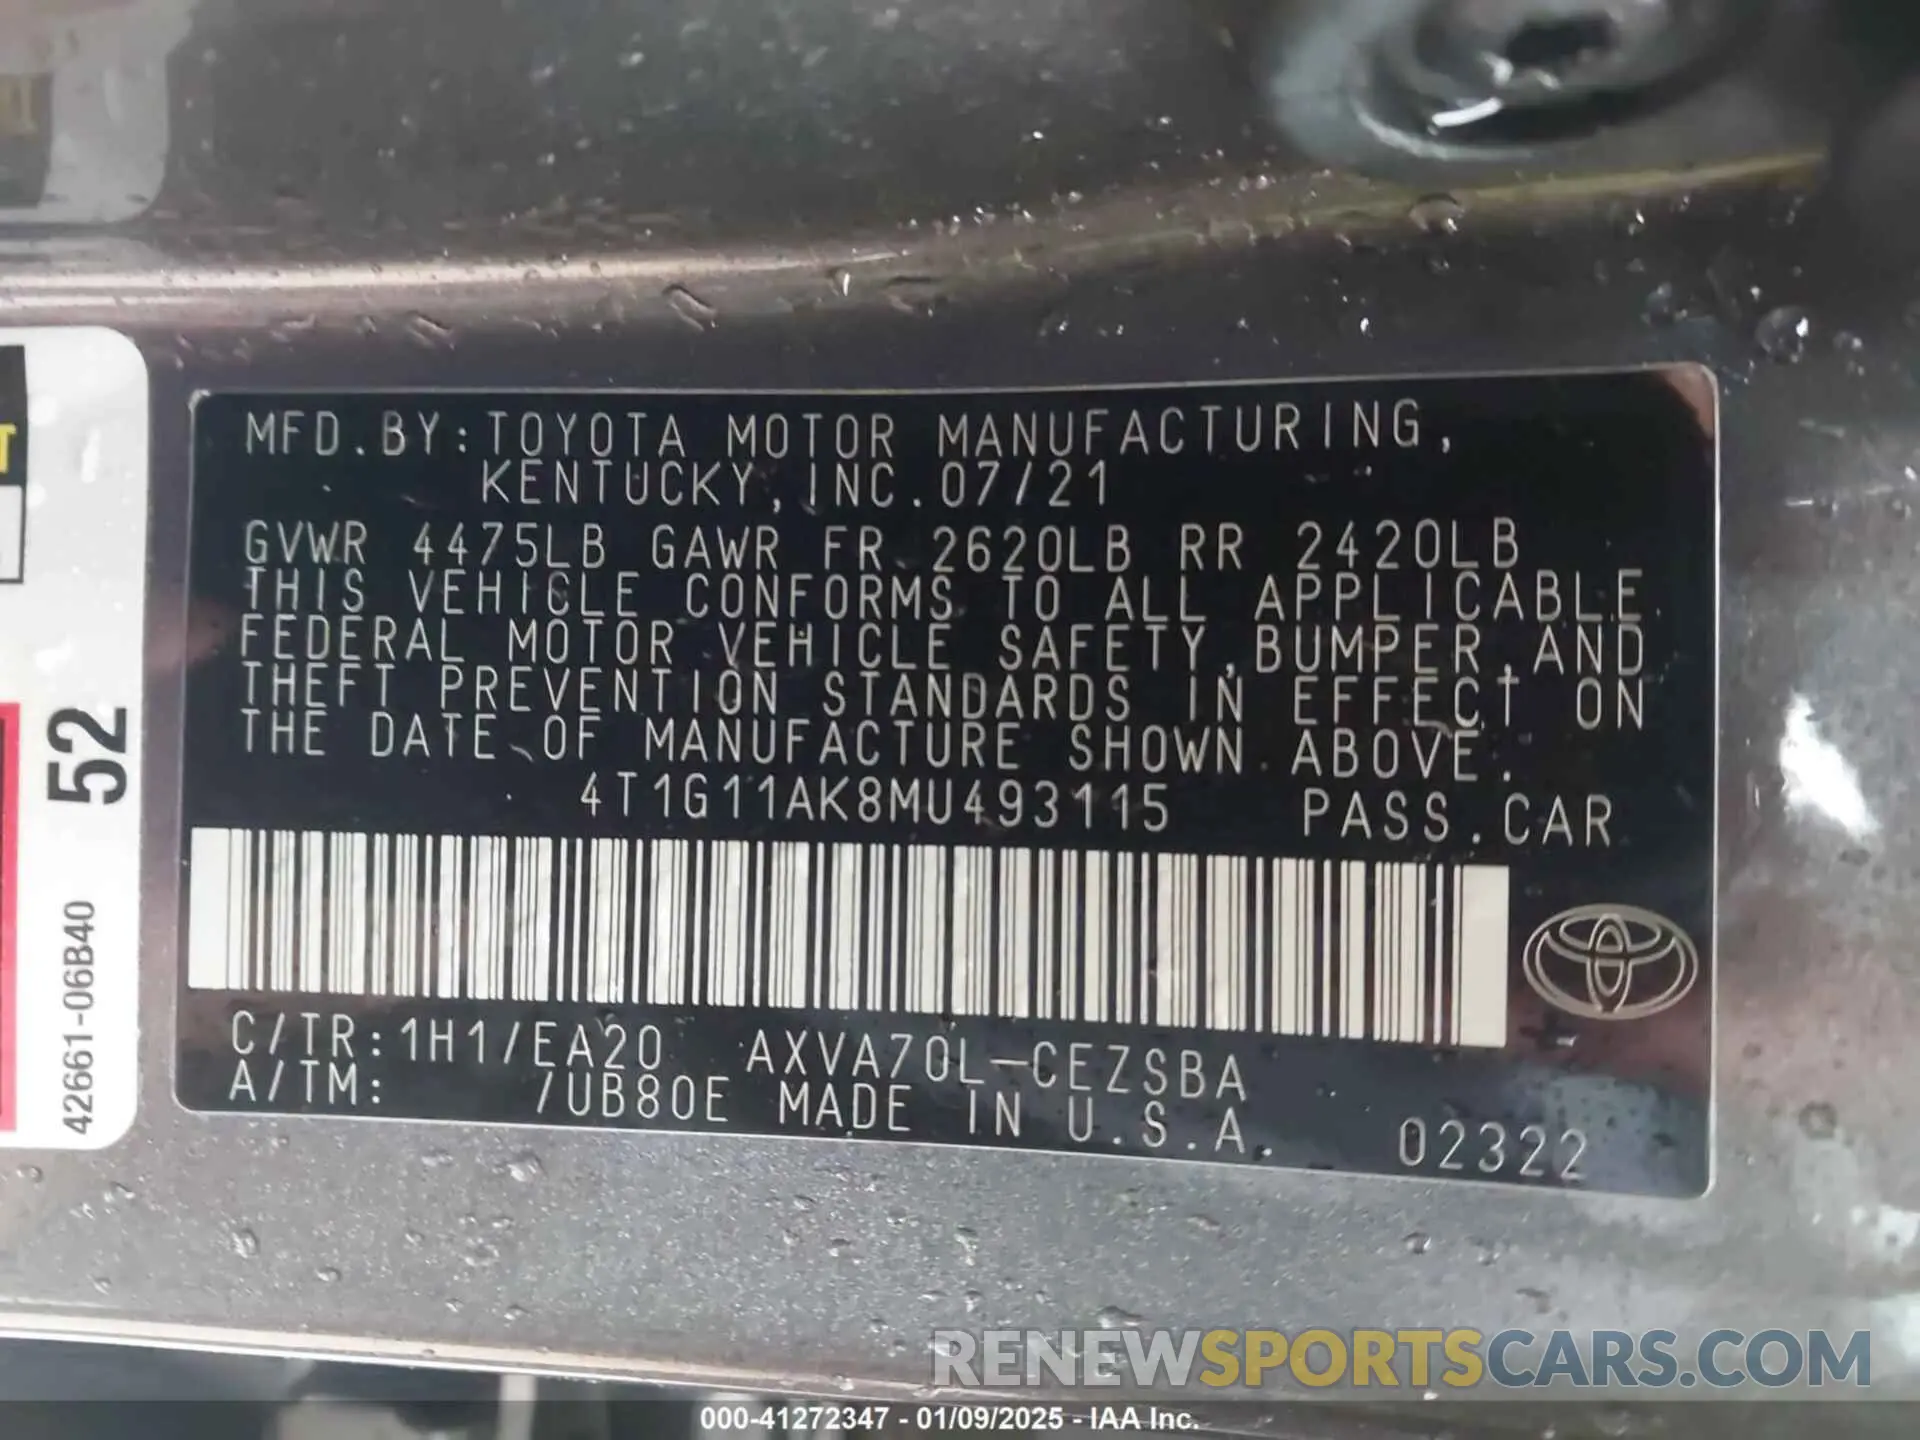 MFD.BY:TOYOTA MOTOR MANUFACTURING,
KENTUCKY,INC.07/21
GVWR 4475LB GAWR FR 2620LB RR 2420LB
THIS VEHICLE CONFORMS TO ALL APPLICABLE
FEDERAL MOTOR VEHICLE SAFETY,BUMPER,AND
THEFT PREVENTION STANDARDS IN EFFECT ON
THE DATE OF MANUFACTURE SHOWN ABOVE.
4T1G11AK8MU493115 PASS.CAR
C/TR:1H1/EA20 AXVA70L-CEZSBA
A/TM: /UB80E MADE IN U.S.A.
02322
52
42661-06B40
RENEWSPORTSCARS.COM
000-41272347 - 01/09/2025 - IAA Inc.